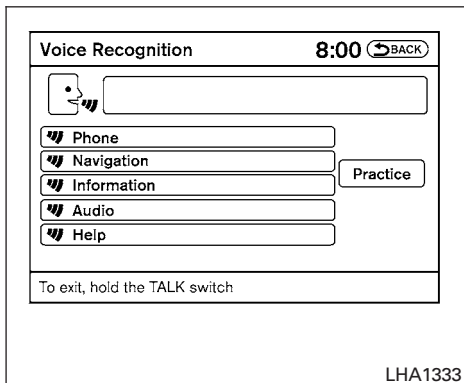 Voice Recognition 8:00 BACK
Phone
Navigation
Information
Audio
Help
Practice
To exit, hold the TALK switch
LHA1333